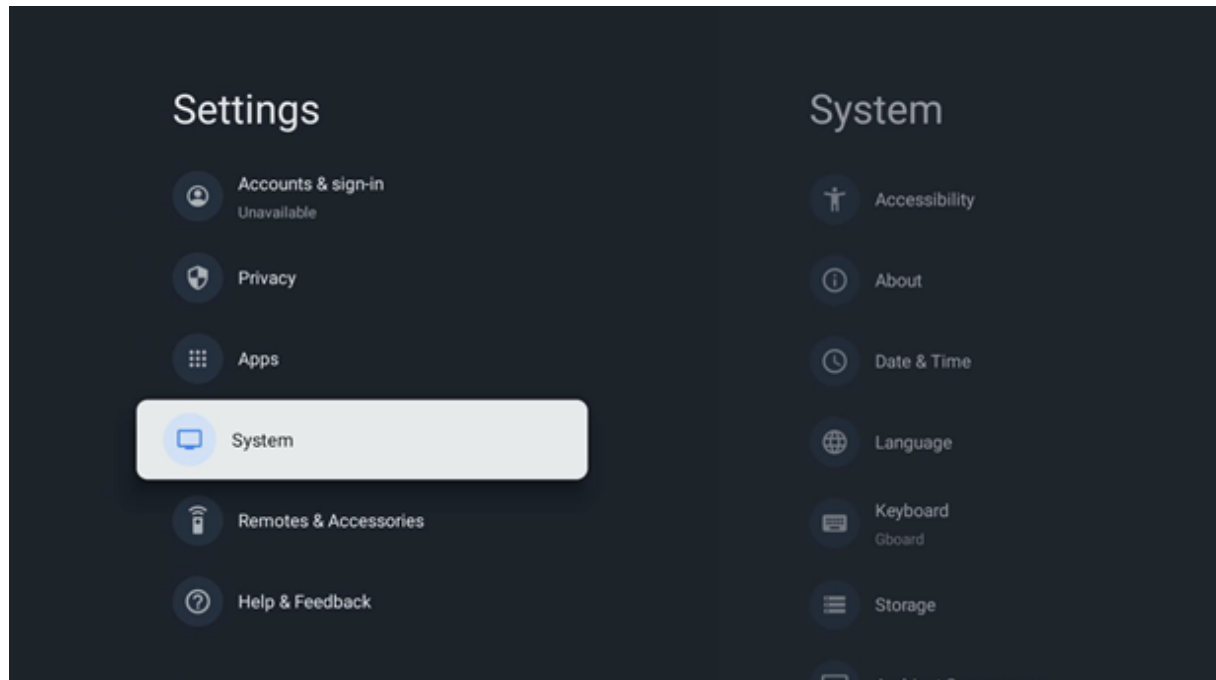 Settings
Accounts & sign-in
Unavailable
Privacy
Apps
System
Remotes & Accessories
Help & Feedback
System
Accessibility
About
Date & Time
Language
Keyboard
Gboard
Storage